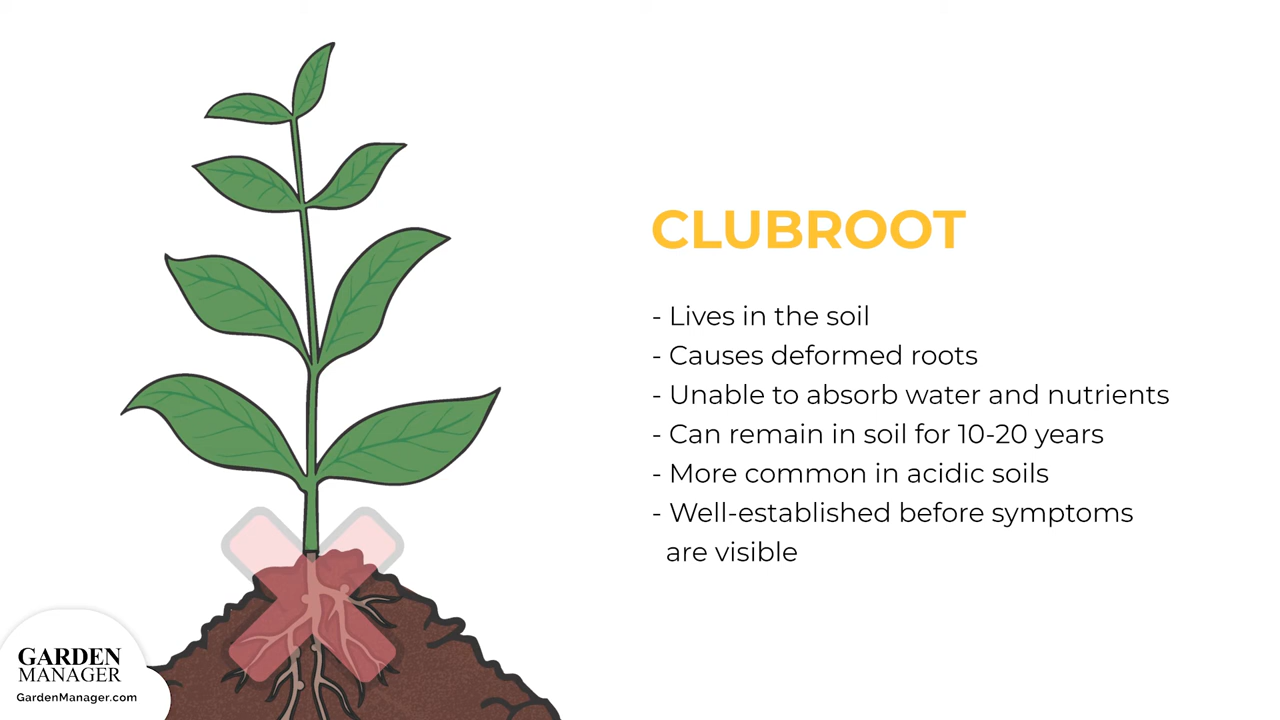 CLUBROOT
- Lives in the soil
- Causes deformed roots
- Unable to absorb water and nutrients
- Can remain in soil for 10-20 years
- More common in acidic soils
- Well-established before symptoms
are visible
GARDEN
MANAGER
GardenManager.com